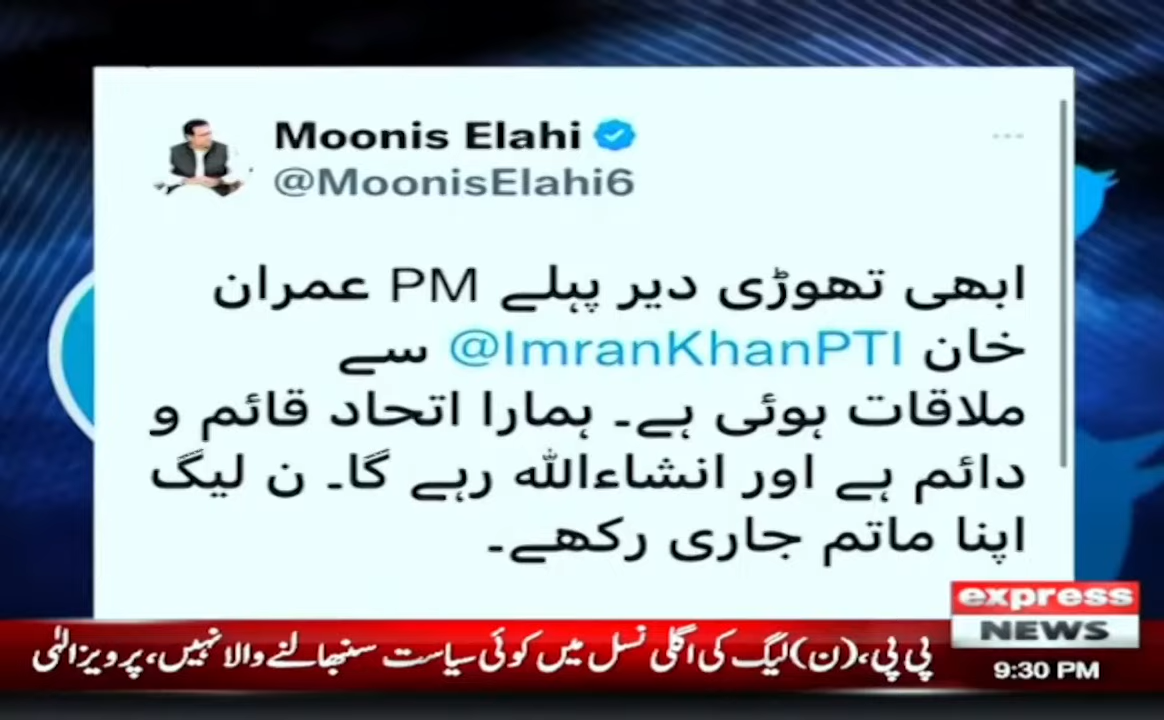 Moonis Elahi
@MoonisElahi6
ابھی تھوڑی دیر پہلے PM عمران
خان @ImranKhanPTI سے
ملاقات ہوئی ہے۔ ہمارا اتحاد قائم و
دائم ہے اور انشاءاللہ رہے گا۔ ن لیگ
اپنا ماتم جاری رکھے۔
express
NEWS
پی پی،(ن)لیگ کی اگلی نسل میں کوئی سیاست سنبھالنے والا نہیں، پرویز الٰہی
9:30 PM